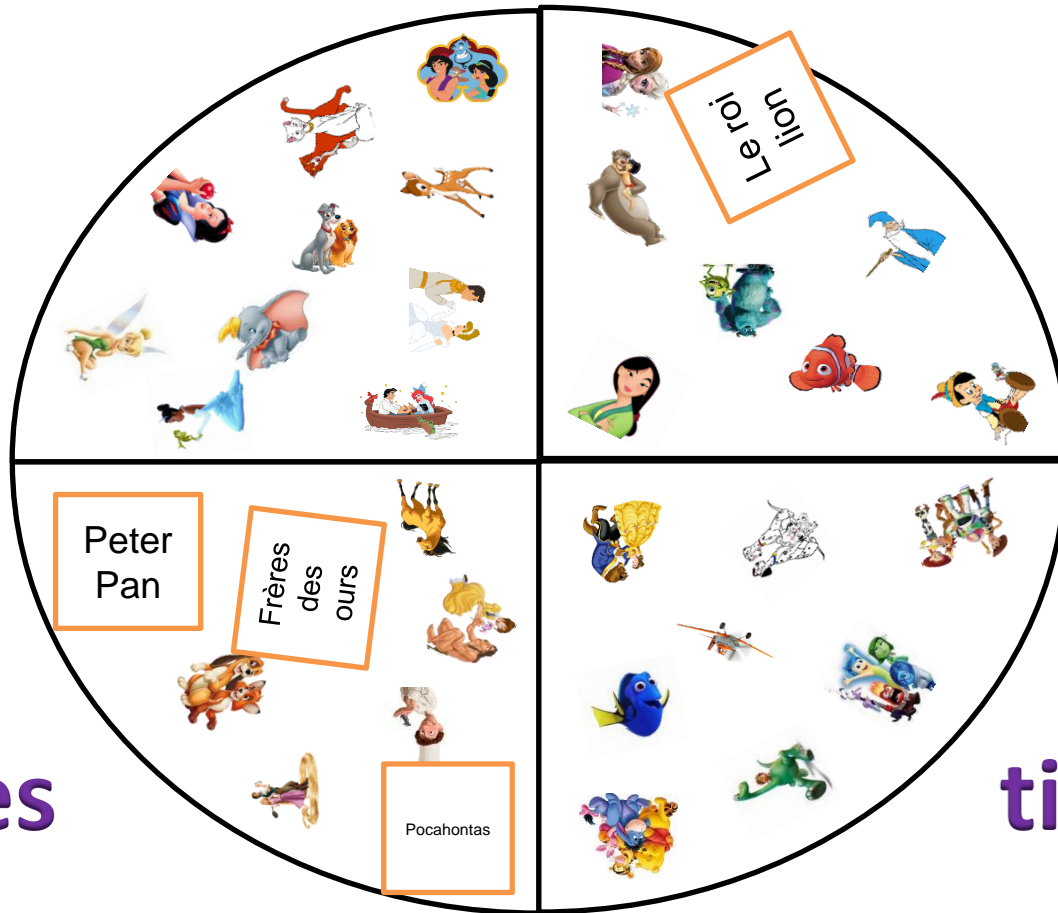 Le roi
lion
Peter
Pan
Frères
des
ours
Pocahontas
es
ti